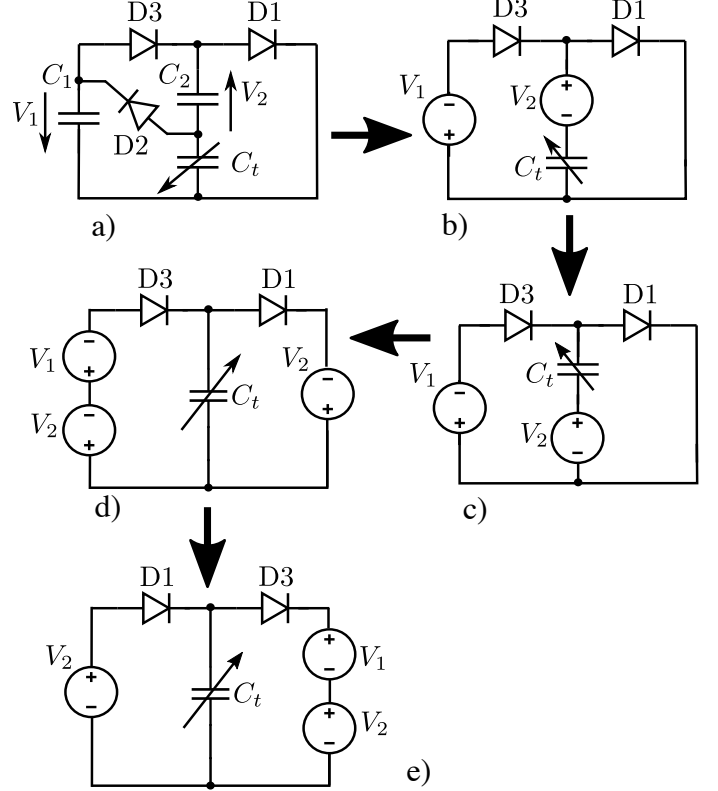 D3 D1
C₁ C₂
V₁ V₂
D2 Cₜ
a)
D3 D1
V₁ − V₂ +
+ −
Cₜ
b)
D3 D1
V₁ − Cₜ
+ V₂ +
−
c)
D3 D1
V₁ − V₂ −
+ Cₜ +
V₂ −
+
d)
D1 D3
V₂ + + V₁
− Cₜ −
+ V₂
−
e)